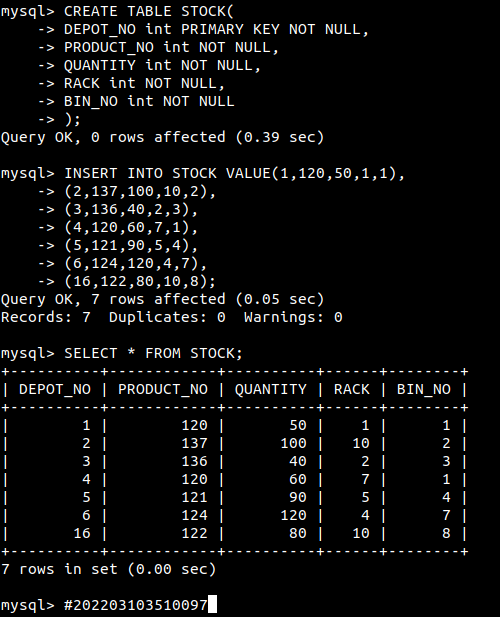 mysql> CREATE TABLE STOCK(
    -> DEPOT_NO int PRIMARY KEY NOT NULL,
    -> PRODUCT_NO int NOT NULL,
    -> QUANTITY int NOT NULL,
    -> RACK int NOT NULL,
    -> BIN_NO int NOT NULL
    -> );
Query OK, 0 rows affected (0.39 sec)

mysql> INSERT INTO STOCK VALUE(1,120,50,1,1),
    -> (2,137,100,10,2),
    -> (3,136,40,2,3),
    -> (4,120,60,7,1),
    -> (5,121,90,5,4),
    -> (6,124,120,4,7),
    -> (16,122,80,10,8);
Query OK, 7 rows affected (0.05 sec)
Records: 7  Duplicates: 0  Warnings: 0

mysql> SELECT * FROM STOCK;
+----------+------------+----------+------+--------+
| DEPOT_NO | PRODUCT_NO | QUANTITY | RACK | BIN_NO |
+----------+------------+----------+------+--------+
|        1 |        120 |       50 |    1 |      1 |
|        2 |        137 |      100 |   10 |      2 |
|        3 |        136 |       40 |    2 |      3 |
|        4 |        120 |       60 |    7 |      1 |
|        5 |        121 |       90 |    5 |      4 |
|        6 |        124 |      120 |    4 |      7 |
|       16 |        122 |       80 |   10 |      8 |
+----------+------------+----------+------+--------+
7 rows in set (0.00 sec)

mysql> #202203103510097